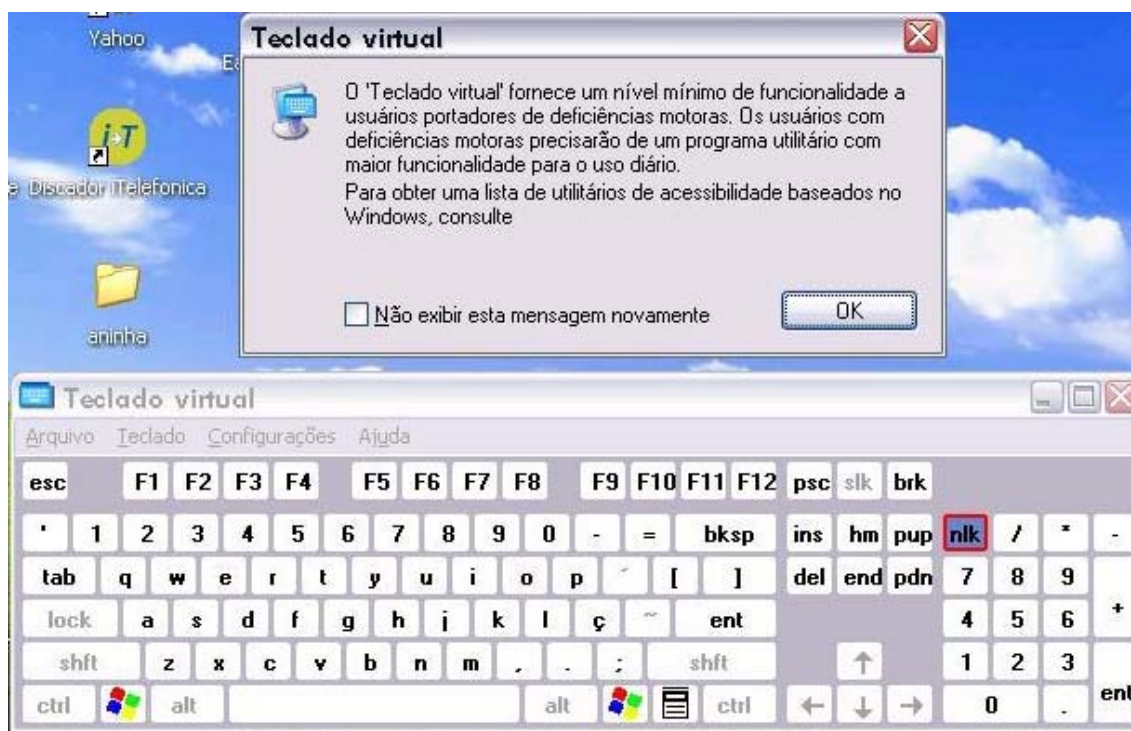 Yahoo
i-T
Discador iTelefonica
aninha
Teclado virtual
O 'Teclado virtual' fornece um nível mínimo de funcionalidade a
usuários portadores de deficiências motoras. Os usuários com
deficiências motoras precisarão de um programa utilitário com
maior funcionalidade para o uso diário.
Para obter uma lista de utilitários de acessibilidade baseados no
Windows, consulte
Não exibir esta mensagem novamente
OK
Teclado virtual
Arquivo Teclado Configurações Ajuda
esc F1 F2 F3 F4 F5 F6 F7 F8 F9 F10 F11 F12 psc slk brk
' 1 2 3 4 5 6 7 8 9 0 - = bksp ins hm pup nlk / * -
tab q w e r t y u i o p ´ [ ] del end pdn 7 8 9
lock a s d f g h j k l ç ~ ent 4 5 6 +
shft z x c v b n m , . ; shft ↑ 1 2 3
ctrl alt alt ctrl ← ↓ → 0 . ent